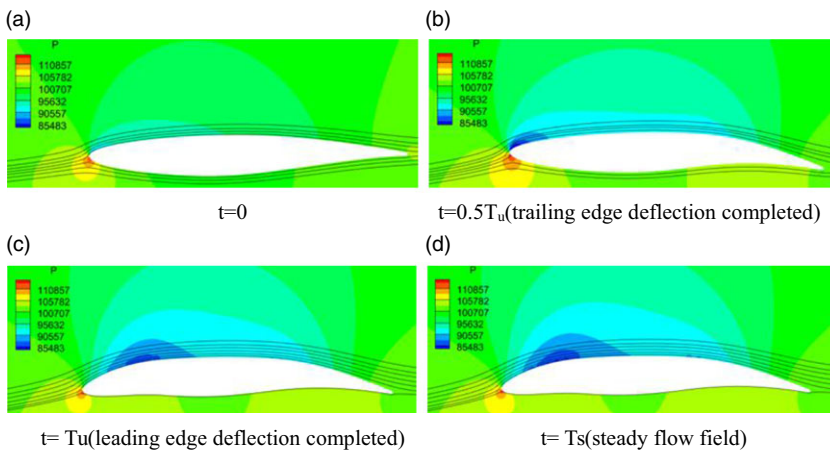 (a)
P
110857
105782
100707
95632
90557
85483
t=0
(b)
P
110857
105782
100707
95632
90557
85483
t=0.5Tᵤ(trailing edge deflection completed)
(c)
P
110857
105782
100707
95632
90557
85483
t= Tu(leading edge deflection completed)
(d)
P
110857
105782
100707
95632
90557
85483
t= Ts(steady flow field)